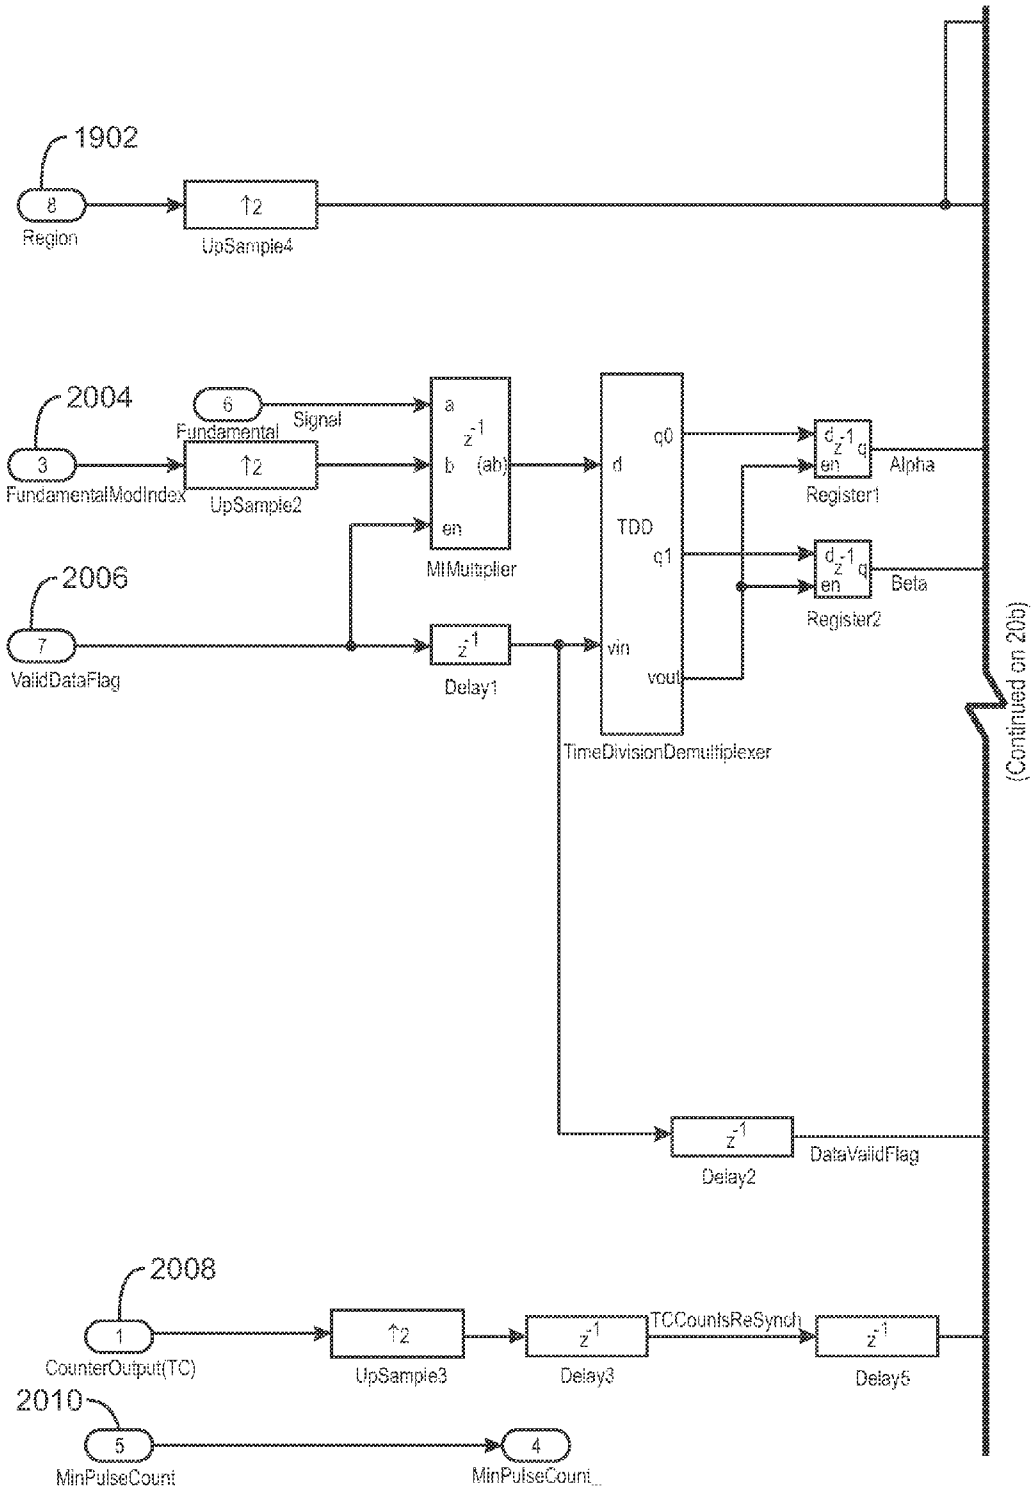 1902
8
Region
↑2
UpSample4
2004
6
Fundamental
Signal
3
FundamentalModIndex
↑2
UpSample2
a
z-1
b
(ab)
en
MIMultiplier
2006
7
ValidDataFlag
z-1
Delay1
q0
d
TDD
q1
vin
vout
TimeDivisionDemultiplexer
d z-1 q
en
Register1
Alpha
d z-1 q
en
Register2
Beta
(Continued on 20b)
z-1
Delay2
DataValidFlag
2008
1
CounterOutput(TC)
↑2
UpSample3
z-1
Delay3
TCCountsReSynch
z-1
Delay5
2010
5
MinPulseCount
4
MinPulseCount_